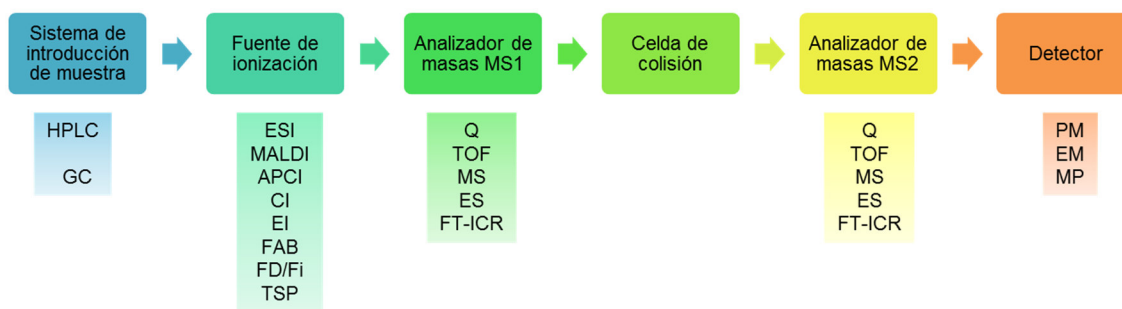 Sistema de
introducción
de muestra
Fuente de
ionización
Analizador de
masas MS1
Celda de
colisión
Analizador de
masas MS2
Detector
HPLC
GC
ESI
MALDI
APCI
CI
EI
FAB
FD/Fi
TSP
Q
TOF
MS
ES
FT-ICR
Q
TOF
MS
ES
FT-ICR
PM
EM
MP